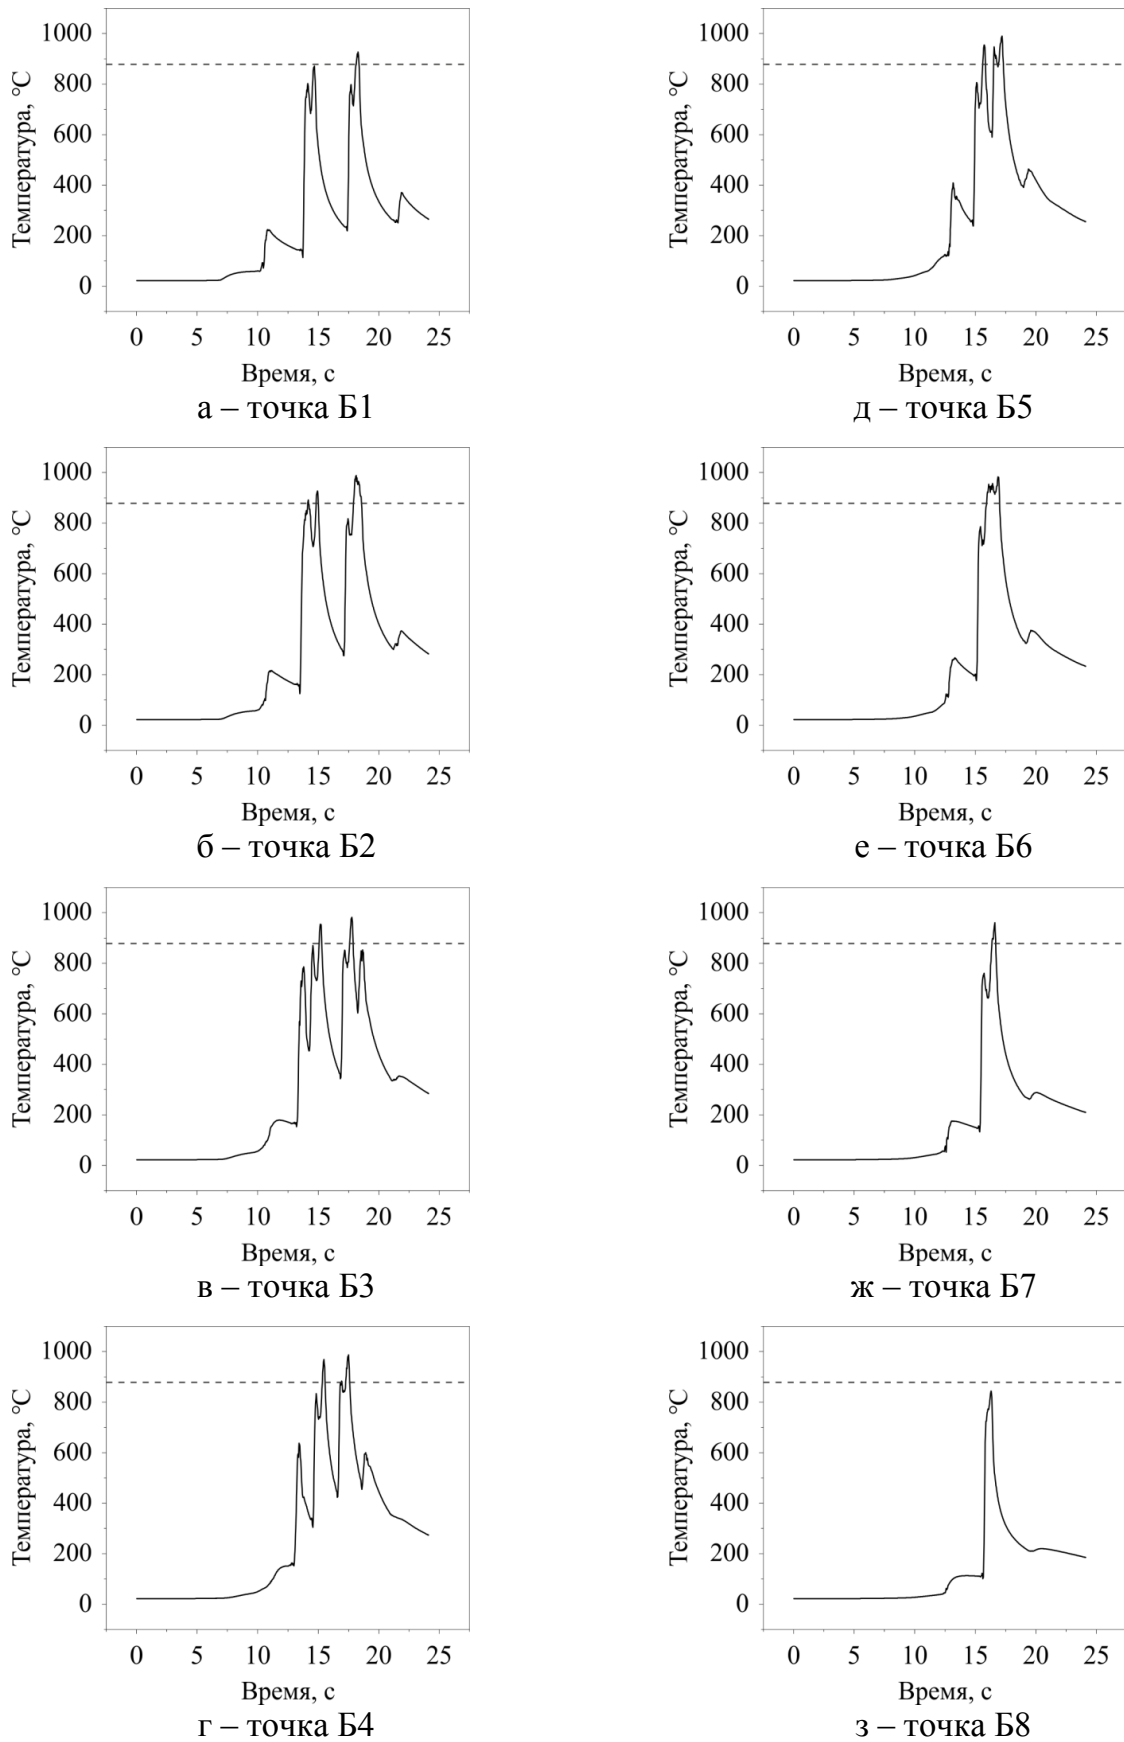 1000
800
600
400
200
0
Температура, °C
0 5 10 15 20 25
Время, с
а – точка Б1
1000
800
600
400
200
0
Температура, °C
0 5 10 15 20 25
Время, с
д – точка Б5
1000
800
600
400
200
0
Температура, °C
0 5 10 15 20 25
Время, с
б – точка Б2
1000
800
600
400
200
0
Температура, °C
0 5 10 15 20 25
Время, с
е – точка Б6
1000
800
600
400
200
0
Температура, °C
0 5 10 15 20 25
Время, с
в – точка Б3
1000
800
600
400
200
0
Температура, °C
0 5 10 15 20 25
Время, с
ж – точка Б7
1000
800
600
400
200
0
Температура, °C
0 5 10 15 20 25
Время, с
г – точка Б4
1000
800
600
400
200
0
Температура, °C
0 5 10 15 20 25
Время, с
з – точка Б8